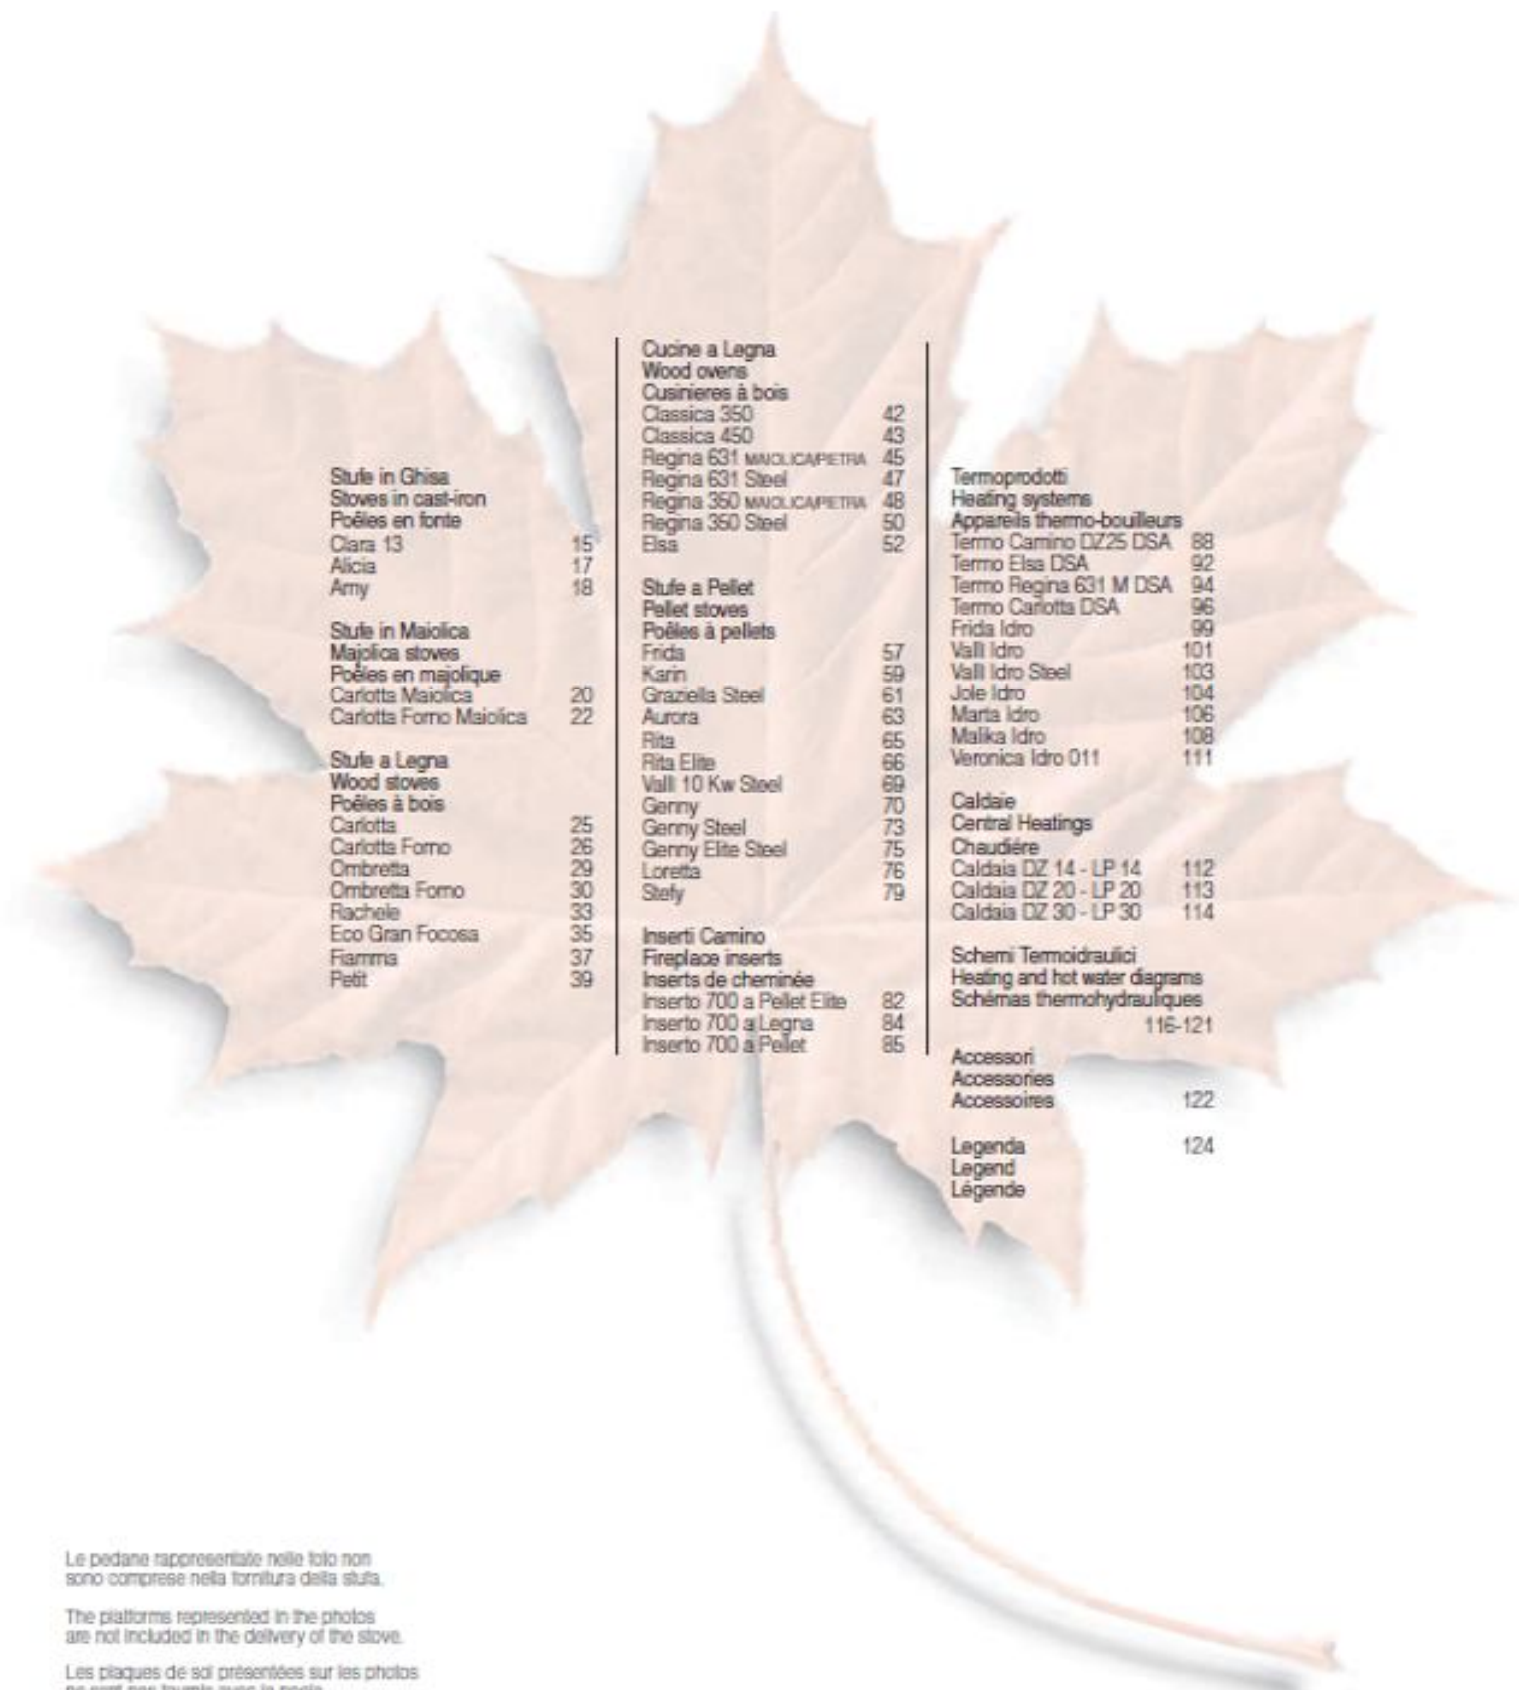 Stufe in Ghisa
Stoves in cast-iron
Poêles en fonte
Clara 13 15
Alicia 17
Amy 18
Stufe in Maiolica
Majolica stoves
Poêles en majolique
Carlotta Maiolica 20
Carlotta Forno Maiolica 22
Stufe a Legna
Wood stoves
Poêles à bois
Carlotta 25
Carlotta Forno 26
Ombretta 29
Ombretta Forno 30
Rachele 33
Eco Gran Focosa 35
Fiamma 37
Petit 39
Cucine a Legna
Wood ovens
Cusinieres à bois
Classica 350 42
Classica 450 43
Regina 631 MAIOLICA/PIETRA 45
Regina 631 Steel 47
Regina 350 MAIOLICA/PIETRA 48
Regina 350 Steel 50
Elsa 52
Stufe a Pellet
Pellet stoves
Poêles à pellets
Frida 57
Karin 59
Graziella Steel 61
Aurora 63
Rita 65
Rita Elite 66
Valli 10 Kw Steel 69
Genny 70
Genny Steel 73
Genny Elite Steel 75
Loretta 76
Stefy 79
Inserti Camino
Fireplace inserts
Inserts de cheminée
Inserto 700 a Pellet Elite 82
Inserto 700 a Legna 84
Inserto 700 a Pellet 85
Termoprodotti
Heating systems
Appareils thermo-bouilleurs
Termo Camino DZ25 DSA 88
Termo Elsa DSA 92
Termo Regina 631 M DSA 94
Termo Carlotta DSA 96
Frida Idro 99
Valli Idro 101
Valli Idro Steel 103
Jole Idro 104
Marta Idro 106
Malika Idro 108
Veronica Idro 011 111
Caldaie
Central Heatings
Chaudiére
Caldaia DZ 14 - LP 14 112
Caldaia DZ 20 - LP 20 113
Caldaia DZ 30 - LP 30 114
Schemi Termoidraulici
Heating and hot water diagrams
Schémas thermohydrauliques
116-121
Accessori
Accessories
Accessoires 122
Legenda 124
Legend
Légende
Le pedane rappresentate nelle foto non
sono comprese nella fornitura della stufa.
The platforms represented in the photos
are not included in the delivery of the stove.
Les plaques de sol présentées sur les photos